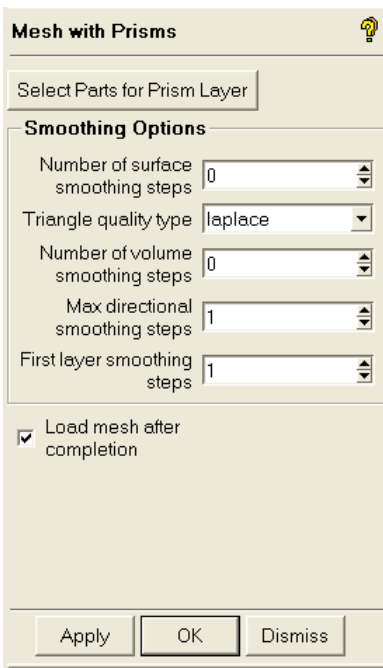 Mesh with Prisms
Select Parts for Prism Layer
Smoothing Options
Number of surface
smoothing steps
0
Triangle quality type
laplace
Number of volume
smoothing steps
0
Max directional
smoothing steps
1
First layer smoothing
steps
1
Load mesh after
completion
Apply
OK
Dismiss